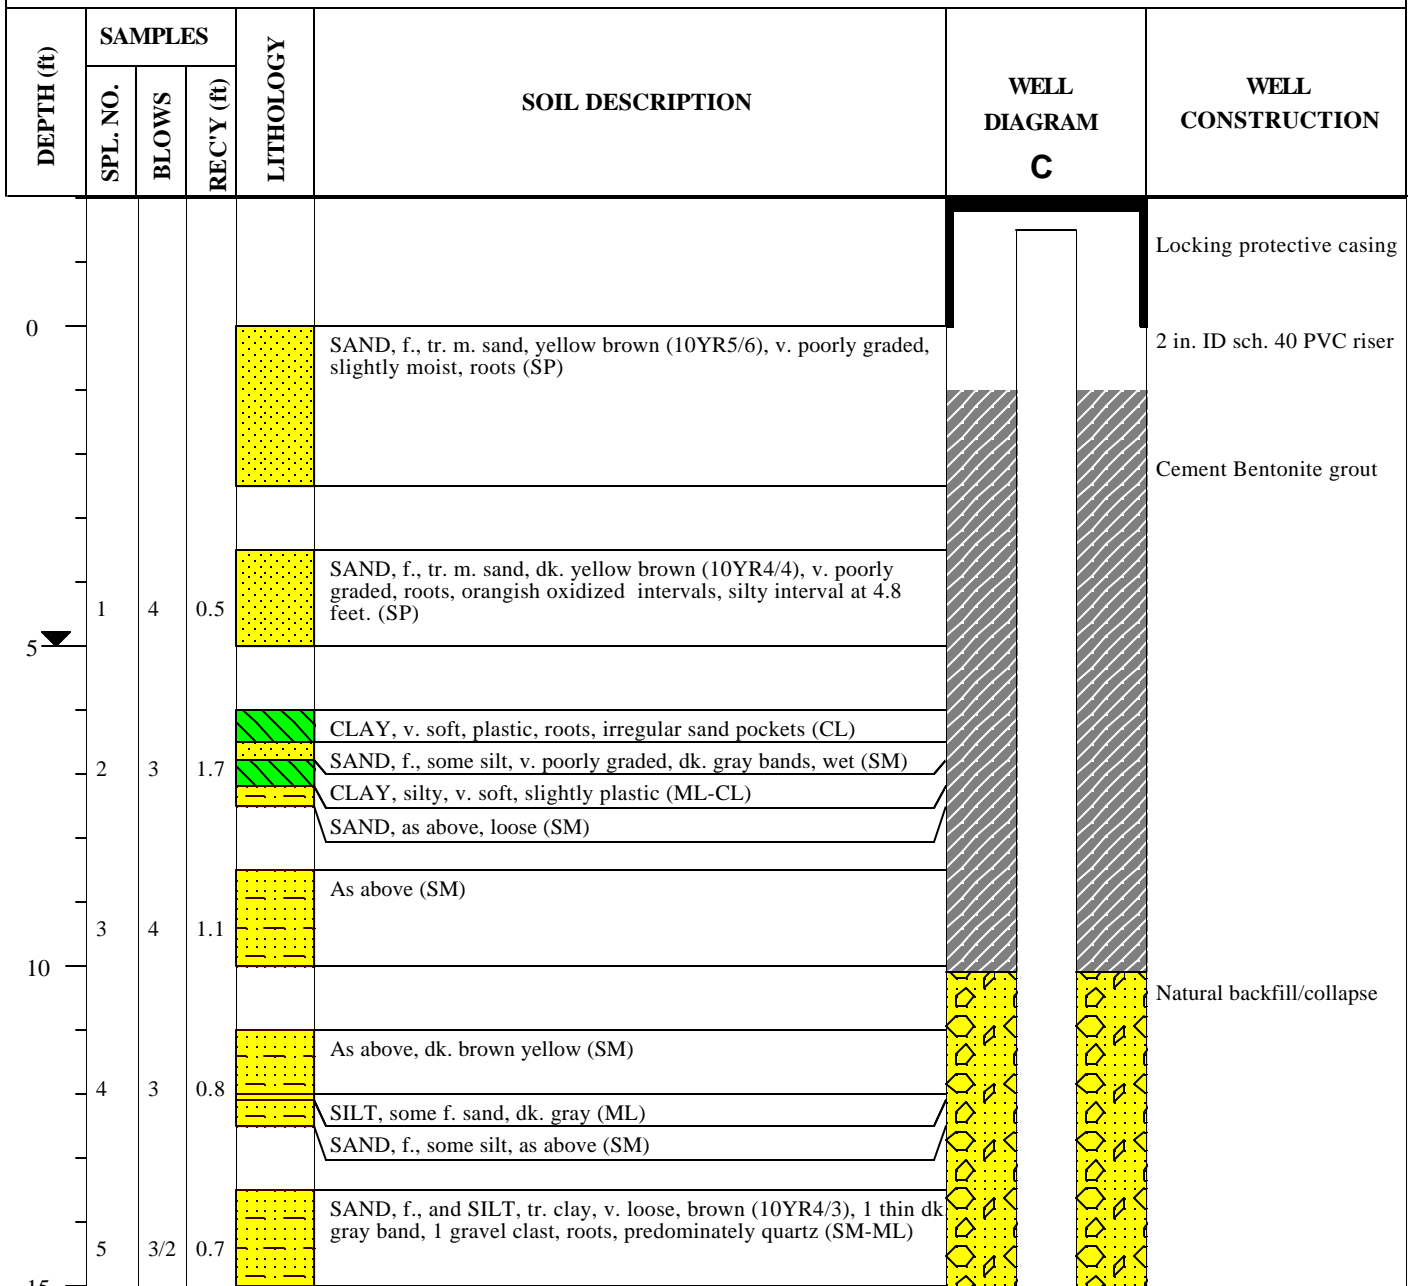 DEPTH (ft)
SAMPLES
SPL. NO.
BLOWS
REC'Y (ft)
LITHOLOGY
SOIL DESCRIPTION
WELL
DIAGRAM
C
WELL
CONSTRUCTION
Locking protective casing
0
SAND, f., tr. m. sand, yellow brown (10YR5/6), v. poorly graded,
slightly moist, roots (SP)
2 in. ID sch. 40 PVC riser
Cement Bentonite grout
SAND, f., tr. m. sand, dk. yellow brown (10YR4/4), v. poorly
graded, roots, orangish oxidized intervals, silty interval at 4.8
feet. (SP)
1 4 0.5
5
CLAY, v. soft, plastic, roots, irregular sand pockets (CL)
SAND, f., some silt, v. poorly graded, dk. gray bands, wet (SM)
2 3 1.7
CLAY, silty, v. soft, slightly plastic (ML-CL)
SAND, as above, loose (SM)
As above (SM)
3 4 1.1
10
Natural backfill/collapse
As above, dk. brown yellow (SM)
4 3 0.8
SILT, some f. sand, dk. gray (ML)
SAND, f., some silt, as above (SM)
SAND, f., and SILT, tr. clay, v. loose, brown (10YR4/3), 1 thin dk
gray band, 1 gravel clast, roots, predominately quartz (SM-ML)
5 3/2 0.7
15